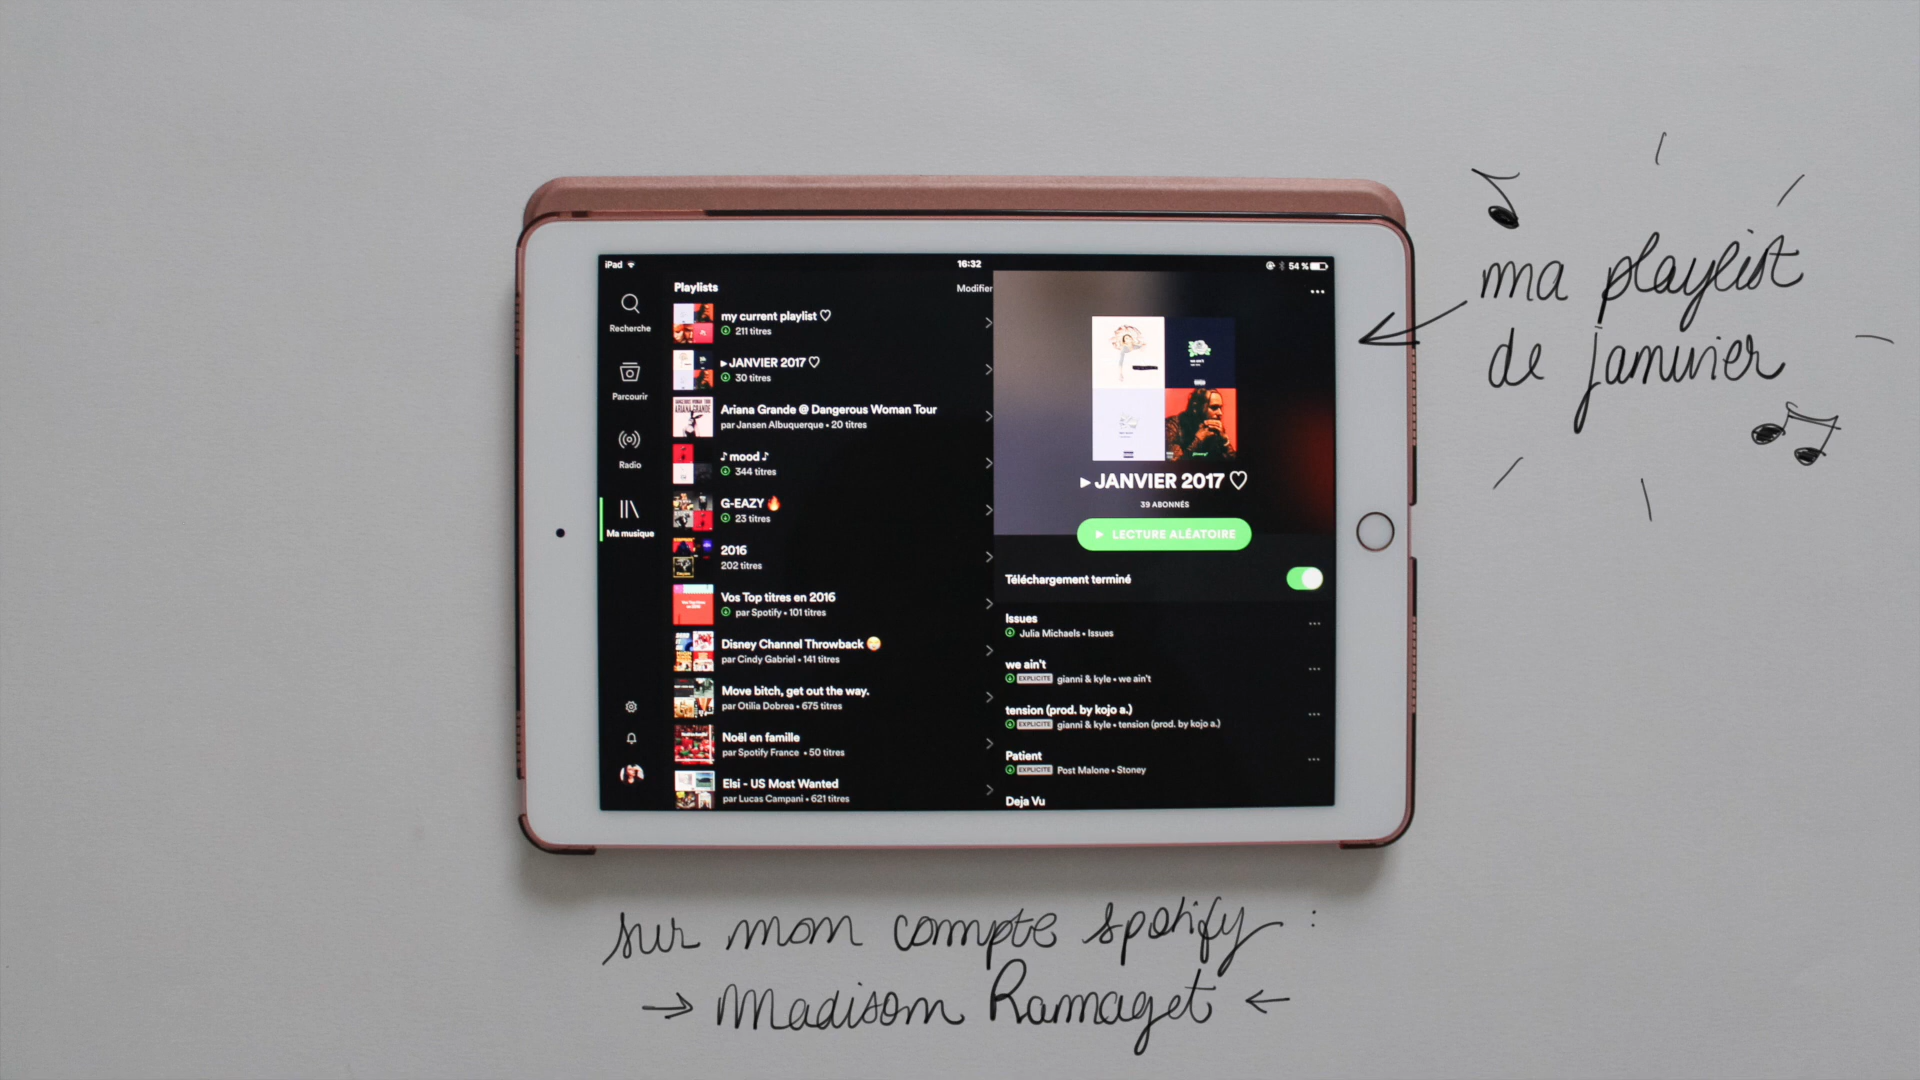 iPad
16:32
54 %
Recherche
Parcourir
Radio
Ma musique
Playlists
Modifier
my current playlist ♡
211 titres
▶ JANVIER 2017 ♡
30 titres
Ariana Grande @ Dangerous Woman Tour
par Jansen Albuquerque • 20 titres
♪ mood ♪
344 titres
G-EAZY 🔥
23 titres
2016
202 titres
Vos Top titres en 2016
par Spotify • 101 titres
Disney Channel Throwback
par Cindy Gabriel • 141 titres
Move bitch, get out the way.
par Otilia Dobrea • 675 titres
Noël en famille
par Spotify France • 50 titres
Elsi - US Most Wanted
par Lucas Campani • 621 titres
▶ JANVIER 2017 ♡
39 ABONNÉS
▶ LECTURE ALÉATOIRE
Téléchargement terminé
Issues
Julia Michaels • Issues
we ain't
EXPLICITE gianni & kyle • we ain't
tension (prod. by kojo a.)
EXPLICITE gianni & kyle • tension (prod. by kojo a.)
Patient
EXPLICITE Post Malone • Stoney
Deja Vu
ma playlist
de janvier
sur mon compte spotify :
→ Madison Ramaget ←